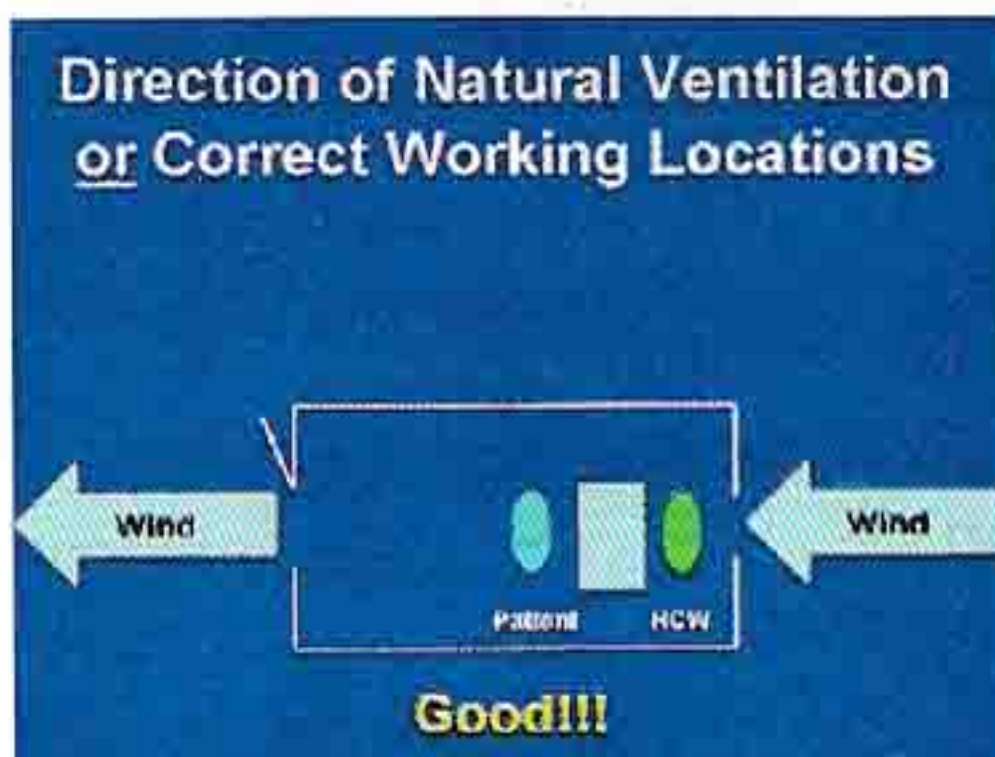 Direction of Natural Ventilation
or Correct Working Locations
Wind
Wind
Patient
HCW
Good!!!